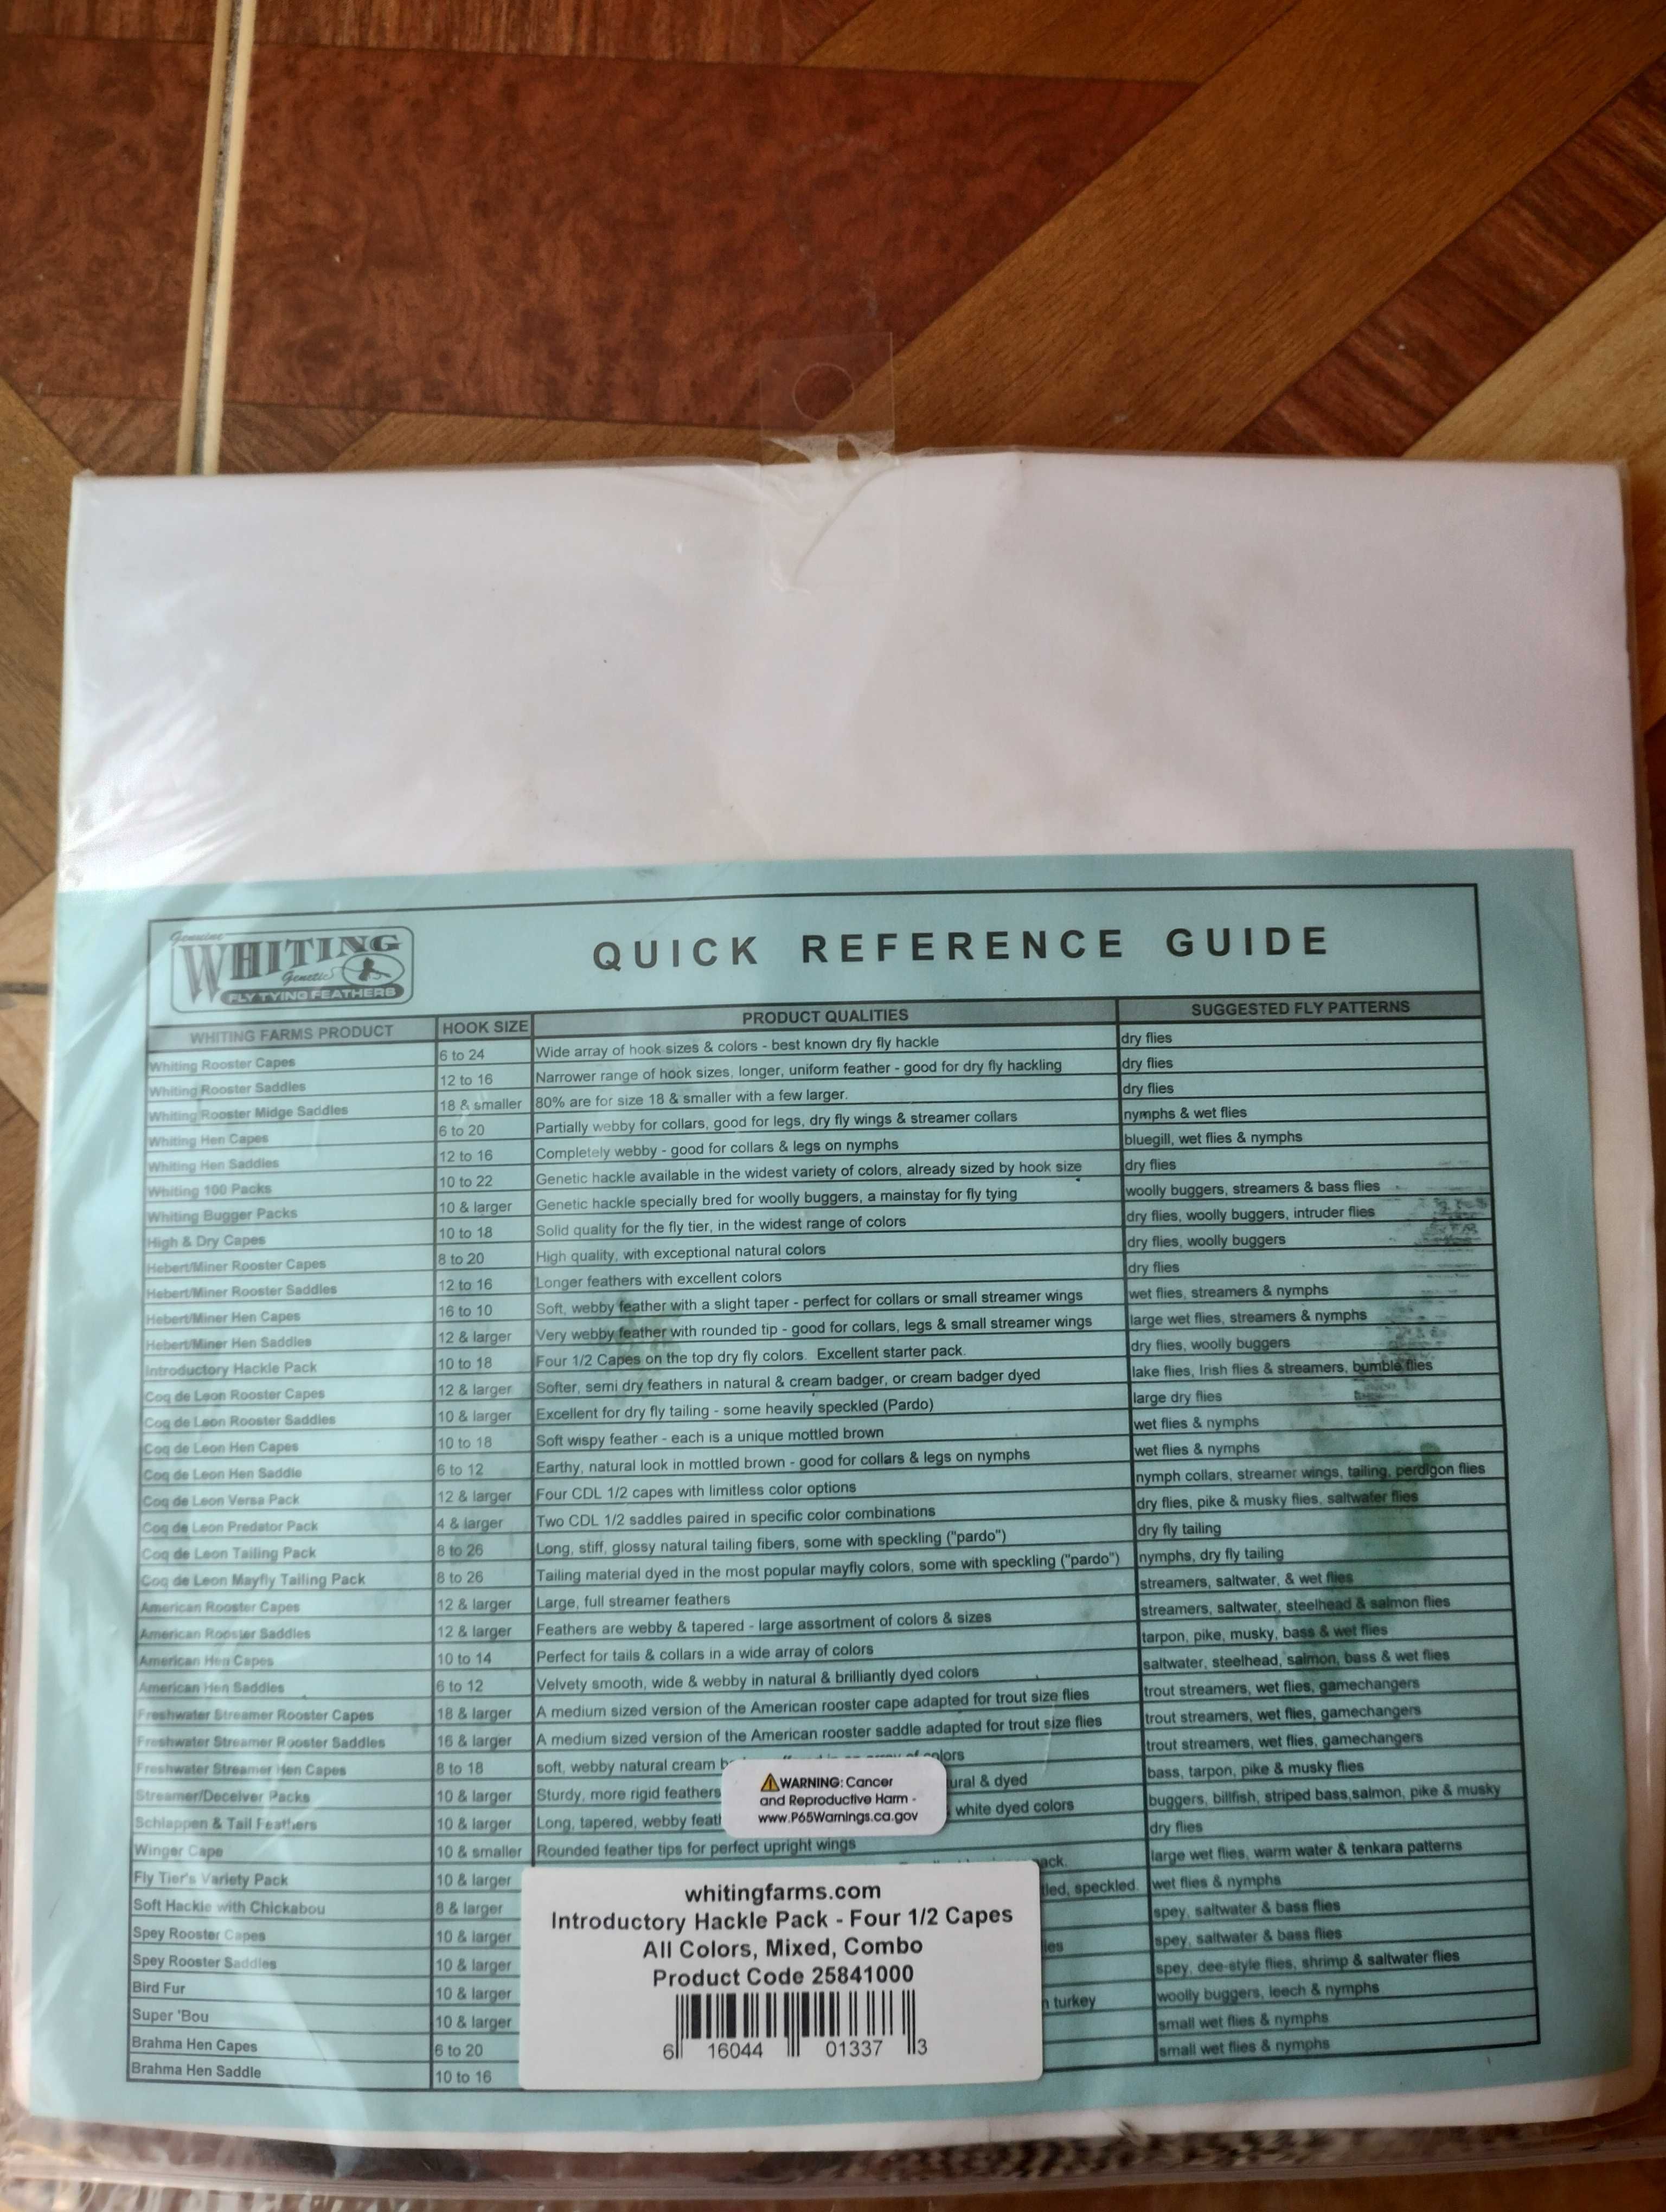 Genuine
WHITING
Genetics
FLY TYING FEATHERS
QUICK REFERENCE GUIDE
WHITING FARMS PRODUCT HOOK SIZE PRODUCT QUALITIES SUGGESTED FLY PATTERNS
Whiting Rooster Capes 6 to 24 Wide array of hook sizes & colors - best known dry fly hackle dry flies
Whiting Rooster Saddles 12 to 16 Narrower range of hook sizes, longer, uniform feather - good for dry fly hackling dry flies
Whiting Rooster Midge Saddles 18 & smaller 80% are for size 18 & smaller with a few larger. dry flies
Whiting Hen Capes 6 to 20 Partially webby for collars, good for legs, dry fly wings & streamer collars nymphs & wet flies
Whiting Hen Saddles 12 to 16 Completely webby - good for collars & legs on nymphs bluegill, wet flies & nymphs
Whiting 100 Packs 10 to 22 Genetic hackle available in the widest variety of colors, already sized by hook size dry flies
Whiting Bugger Packs 10 & larger Genetic hackle specially bred for woolly buggers, a mainstay for fly tying woolly buggers, streamers & bass flies
High & Dry Capes 10 to 18 Solid quality for the fly tier, in the widest range of colors dry flies, woolly buggers, intruder flies
Hebert/Miner Rooster Capes 8 to 20 High quality, with exceptional natural colors dry flies, woolly buggers
Hebert/Miner Rooster Saddles 12 to 16 Longer feathers with excellent colors dry flies
Hebert/Miner Hen Capes 16 to 10 Soft, webby feather with a slight taper - perfect for collars or small streamer wings wet flies, streamers & nymphs
Hebert/Miner Hen Saddles 12 & larger Very webby feather with rounded tip - good for collars, legs & small streamer wings large wet flies, streamers & nymphs
Introductory Hackle Pack 10 to 18 Four 1/2 Capes on the top dry fly colors. Excellent starter pack. dry flies, woolly buggers
Coq de Leon Rooster Capes 12 & larger Softer, semi dry feathers in natural & cream badger, or cream badger dyed lake flies, Irish flies & streamers, bumble flies
Coq de Leon Rooster Saddles 10 & larger Excellent for dry fly tailing - some heavily speckled (Pardo) large dry flies
Coq de Leon Hen Capes 10 to 18 Soft wispy feather - each is a unique mottled brown wet flies & nymphs
Coq de Leon Hen Saddle 6 to 12 Earthy, natural look in mottled brown - good for collars & legs on nymphs wet flies & nymphs
Coq de Leon Versa Pack 12 & larger Four CDL 1/2 capes with limitless color options nymph collars, streamer wings, tailing, perdigon flies
Coq de Leon Predator Pack 4 & larger Two CDL 1/2 saddles paired in specific color combinations dry flies, pike & musky flies, saltwater flies
Coq de Leon Tailing Pack 8 to 26 Long, stiff, glossy natural tailing fibers, some with speckling ("pardo") dry fly tailing
Coq de Leon Mayfly Tailing Pack 8 to 26 Tailing material dyed in the most popular mayfly colors, some with speckling ("pardo") nymphs, dry fly tailing
American Rooster Capes 12 & larger Large, full streamer feathers streamers, saltwater, & wet flies
American Rooster Saddles 12 & larger Feathers are webby & tapered - large assortment of colors & sizes streamers, saltwater, steelhead & salmon flies
American Hen Capes 10 to 14 Perfect for tails & collars in a wide array of colors tarpon, pike, musky, bass & wet flies
American Hen Saddles 6 to 12 Velvety smooth, wide & webby in natural & brilliantly dyed colors saltwater, steelhead, salmon, bass & wet flies
Freshwater Streamer Rooster Capes 18 & larger A medium sized version of the American rooster cape adapted for trout size flies trout streamers, wet flies, gamechangers
Freshwater Streamer Rooster Saddles 16 & larger A medium sized version of the American rooster saddle adapted for trout size flies trout streamers, wet flies, gamechangers
Freshwater Streamer Hen Capes 8 to 18 soft, webby natural cream colors trout streamers, wet flies, gamechangers
Streamer/Deceiver Packs 10 & larger Sturdy, more rigid feathers & dyed bass, tarpon, pike & musky flies
Schlappen & Tail Feathers 10 & larger Long, tapered, webby white dyed colors buggers, billfish, striped bass,salmon, pike & musky
Winger Cape 10 & smaller Rounded feather tips for perfect upright wings dry flies
Fly Tier's Variety Pack 10 & larger pack. large wet flies, warm water & tenkara patterns
Soft Hackle with Chickabou 8 & larger speckled. wet flies & nymphs
Spey Rooster Capes 10 & larger spey, saltwater & bass flies
Spey Rooster Saddles 10 & larger spey, saltwater & bass flies
Bird Fur 10 & larger spey, dee-style flies, shrimp & saltwater flies
Super 'Bou 10 & larger turkey woolly buggers, leech & nymphs
Brahma Hen Capes 6 to 20 small wet flies & nymphs
Brahma Hen Saddle 10 to 16 small wet flies & nymphs
WARNING: Cancer
and Reproductive Harm -
www.P65Warnings.ca.gov
whitingfarms.com
Introductory Hackle Pack - Four 1/2 Capes
All Colors, Mixed, Combo
Product Code 25841000
6 16044 01337 3